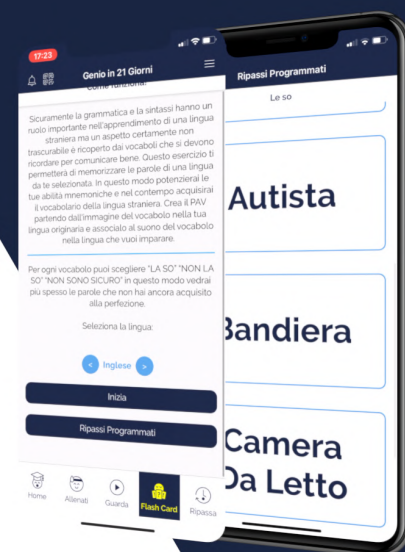 17:23
Genio in 21 Giorni
Come funziona?
Sicuramente la grammatica e la sintassi hanno un
ruolo importante nell'apprendimento di una lingua
straniera ma un aspetto certamente non
trascurabile è ricoperto dai vocaboli che si devono
ricordare per comunicare bene. Questo esercizio ti
permetterà di memorizzare le parole di una lingua
da te selezionata. In questo modo potenzierai le
tue abilità mnemoniche e nel contempo acquisirai
il vocabolario della lingua straniera. Crea il PAV
partendo dall'immagine del vocabolo nella tua
lingua originaria e associalo al suono del vocabolo
nella lingua che vuoi imparare.
Per ogni vocabolo puoi scegliere "LA SO" "NON LA
SO" "NON SONO SICURO" in questo modo vedrai
più spesso le parole che non hai ancora acquisito
alla perfezione.
Seleziona la lingua:
< Inglese >
Inizia
Ripassi Programmati
Home
Allenati
Guarda
Flash Card
Ripassa
Ripassi Programmati
Le so
Autista
Bandiera
Camera
Da Letto